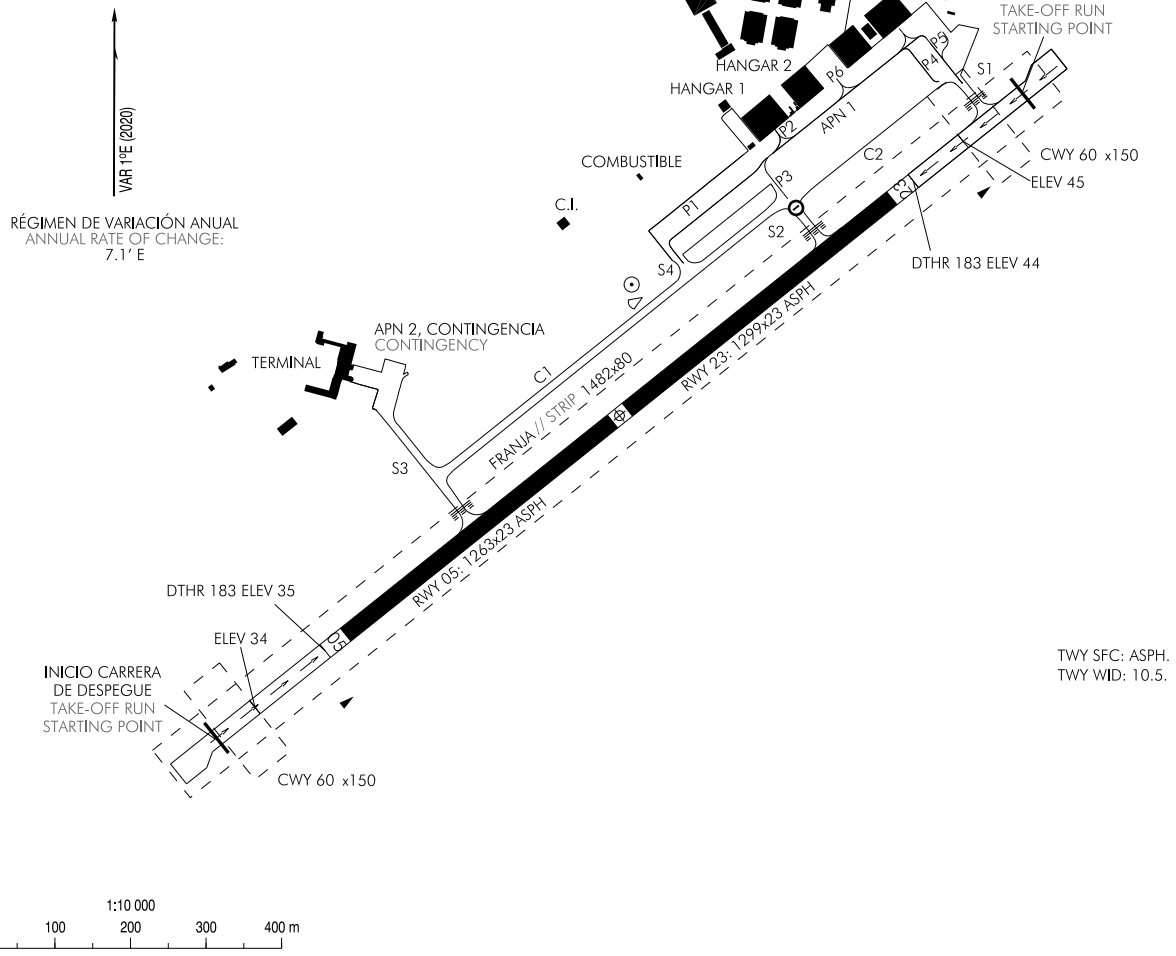 TAKE-OFF RUN
STARTING POINT
HANGAR 2
HANGAR 1
P5
P4
P6
S1
APN 1
P2
CWY 60 x150
C2
COMBUSTIBLE
ELEV 45
VAR 1ºE (2020)
P3
23
P1
C.I.
RÉGIMEN DE VARIACIÓN ANUAL
ANNUAL RATE OF CHANGE:
7.1' E
S2
DTHR 183 ELEV 44
S4
RWY 23: 1299x23 ASPH
APN 2, CONTINGENCIA
CONTINGENCY
TERMINAL
C1
FRANJA // STRIP 1482x80
S3
RWY 05: 1263x23 ASPH
DTHR 183 ELEV 35
05
ELEV 34
INICIO CARRERA
DE DESPEGUE
TAKE-OFF RUN
STARTING POINT
TWY SFC: ASPH.
TWY WID: 10.5.
CWY 60 x150
1:10 000
100 200 300 400 m